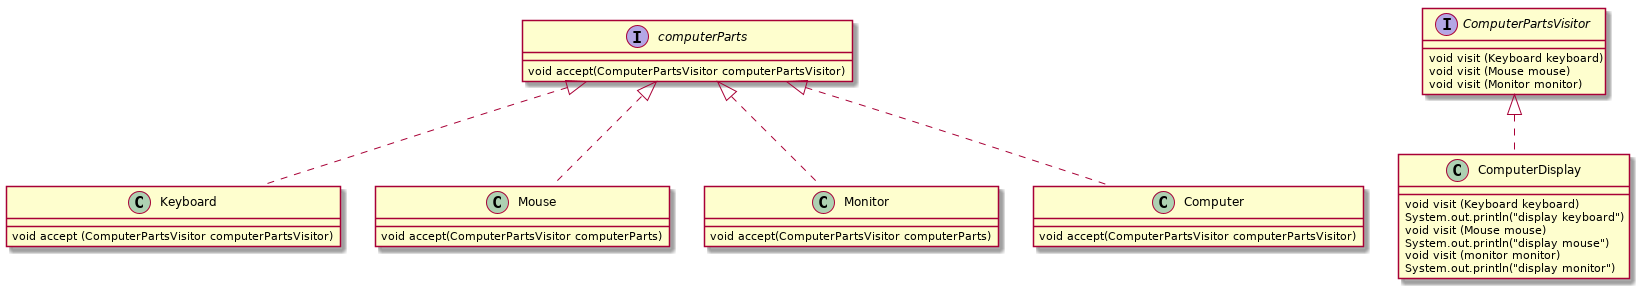 I computerParts
void accept(ComputerPartsVisitor computerPartsVisitor)
I ComputerPartsVisitor
void visit (Keyboard keyboard)
void visit (Mouse mouse)
void visit (Monitor monitor)
C Keyboard
void accept (ComputerPartsVisitor computerPartsVisitor)
C Mouse
void accept(ComputerPartsVisitor computerParts)
C Monitor
void accept(ComputerPartsVisitor computerParts)
C Computer
void accept(ComputerPartsVisitor computerPartsVisitor)
C ComputerDisplay
void visit (Keyboard keyboard)
System.out.println("display keyboard")
void visit (Mouse mouse)
System.out.println("display mouse")
void visit (monitor monitor)
System.out.println("display monitor")